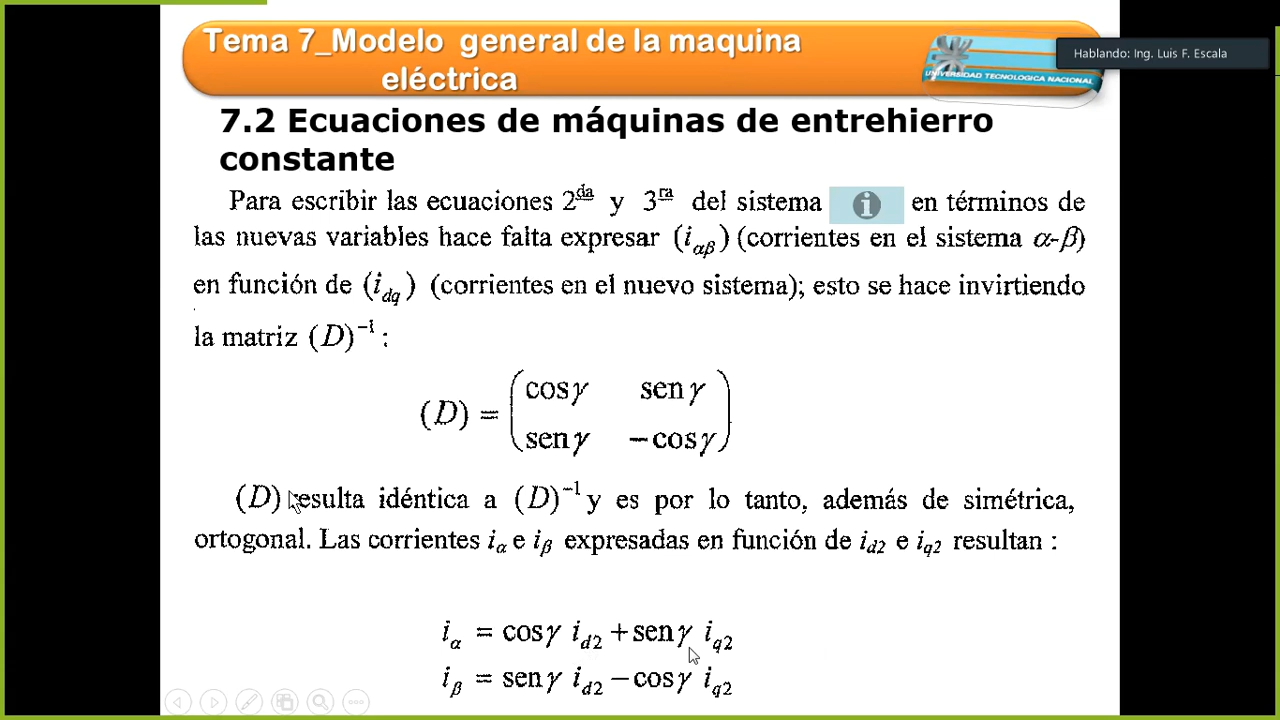 Tema 7_Modelo general de la maquina
eléctrica
UNIVERSIDAD TECNOLOGICA NACIONAL
Hablando: Ing. Luis F. Escala
7.2 Ecuaciones de máquinas de entrehierro
constante
Para escribir las ecuaciones 2da y 3ra del sistema i en términos de
las nuevas variables hace falta expresar (iαβ) (corrientes en el sistema α-β)
en función de (idq) (corrientes en el nuevo sistema); esto se hace invirtiendo
la matriz (D)⁻¹ :
(D) = (cosγ senγ
senγ −cosγ)
(D) resulta idéntica a (D)⁻¹ y es por lo tanto, además de simétrica,
ortogonal. Las corrientes iα e iβ expresadas en función de id2 e iq2 resultan :
iα = cosγ id2 + senγ iq2
iβ = senγ id2 − cosγ iq2